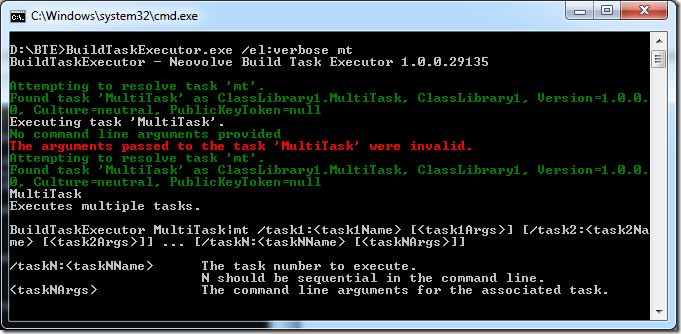 C:\Windows\system32\cmd.exe
D:\BTE>BuildTaskExecutor.exe /el:verbose mt
BuildTaskExecutor - Neovolve Build Task Executor 1.0.0.29135
Attempting to resolve task 'mt'.
Found task 'MultiTask' as ClassLibrary1.MultiTask, ClassLibrary1, Version=1.0.0.
0, Culture=neutral, PublicKeyToken=null
Executing task 'MultiTask'.
No command line arguments provided
The arguments passed to the task 'MultiTask' were invalid.
Attempting to resolve task 'mt'.
Found task 'MultiTask' as ClassLibrary1.MultiTask, ClassLibrary1, Version=1.0.0.
0, Culture=neutral, PublicKeyToken=null
MultiTask
Executes multiple tasks.
BuildTaskExecutor MultiTask!mt /task1:<task1Name> [<task1Args>] [/task2:<task2Na
me> [<task2Args>]] ... [/taskN:<taskNName> [<taskNArgs>]]
/taskN:<taskNName> The task number to execute.
N should be sequential in the command line.
<taskNArgs> The command line arguments for the associated task.